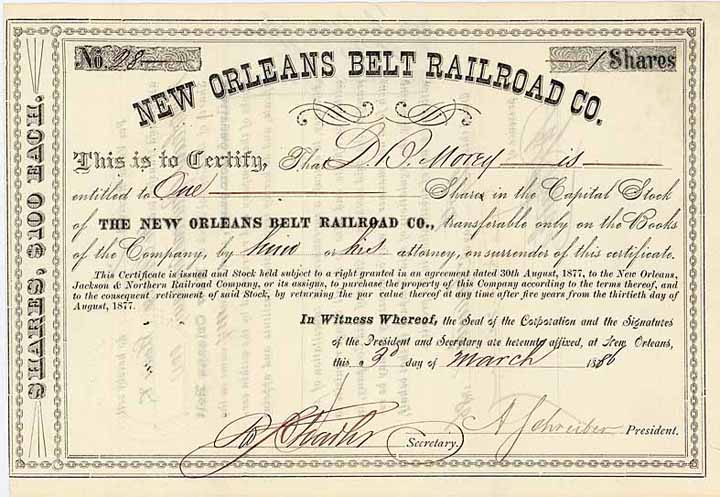 No. 28 1 Shares
NEW ORLEANS BELT RAILROAD CO.
This is to Certify, That D. P. Morey is
entitled to One Share in the Capital Stock
of THE NEW ORLEANS BELT RAILROAD CO., transferable only on the Books
of the Company, by him or his attorney, on surrender of this certificate.
This Certificate is issued and Stock held subject to a right granted in an agreement dated 30th August, 1877, to the New Orleans,
Jackson & Northern Railroad Company, or its assigns, to purchase the property of this Company according to the terms thereof, and
to the consequent retirement of said Stock, by returning the par value thereof at any time after five years from the thirtieth day of
August, 1877.
In Witness Whereof, the Seal of the Corporation and the Signatures
of the President and Secretary are hereunto affixed, at New Orleans,
this 3d day of March 1886
Secretary. A Schreiber President.
SHARES, $100 EACH.